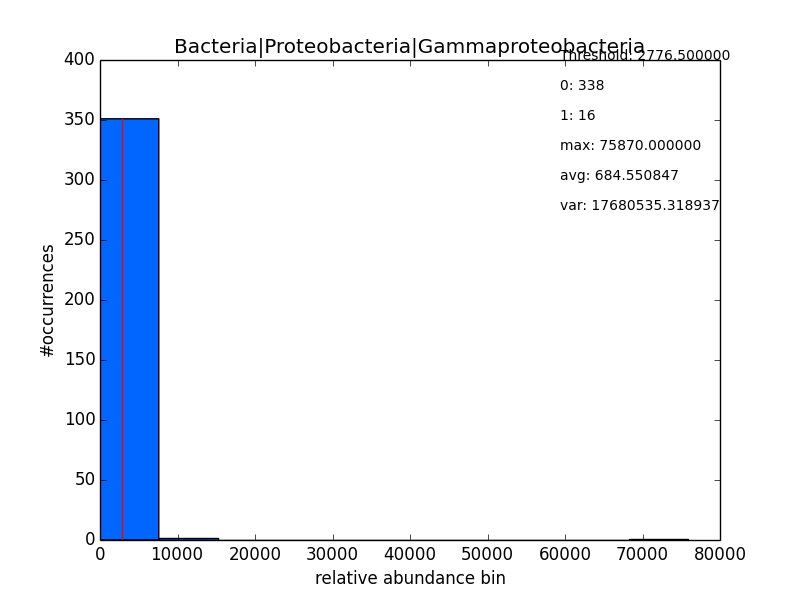 Bacteria|Proteobacteria|Gammaproteobacteria
Threshold: 2776.500000
0: 338
1: 16
max: 75870.000000
avg: 684.550847
var: 17680535.318937
400
350
300
250
200
150
100
50
0
#occurrences
0 10000 20000 30000 40000 50000 60000 70000 80000
relative abundance bin